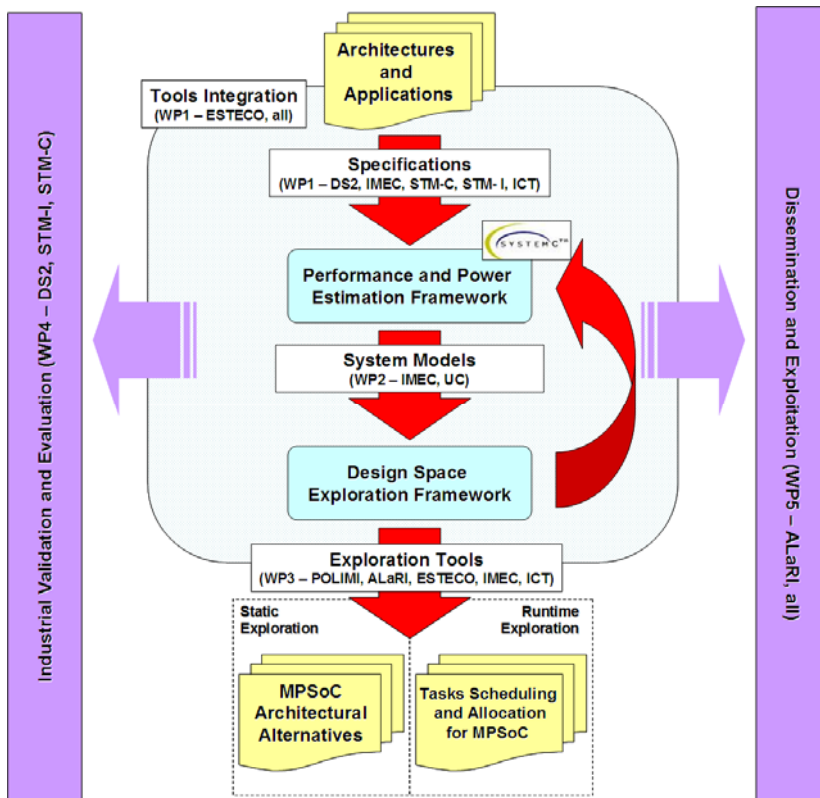 Architectures
and
Applications
Tools Integration
(WP1 – ESTECO, all)
Specifications
(WP1 – DS2, IMEC, STM-C, STM- I, ICT)
SYSTEMC™
Performance and Power
Estimation Framework
System Models
(WP2 – IMEC, UC)
Design Space
Exploration Framework
Exploration Tools
(WP3 – POLIMI, ALaRI, ESTECO, IMEC, ICT)
Static
Exploration
Runtime
Exploration
MPSoC
Architectural
Alternatives
Tasks Scheduling
and Allocation
for MPSoC
Industrial Validation and Evaluation (WP4 – DS2, STM-I, STM-C)
Dissemination and Exploitation (WP5 – ALaRI, all)